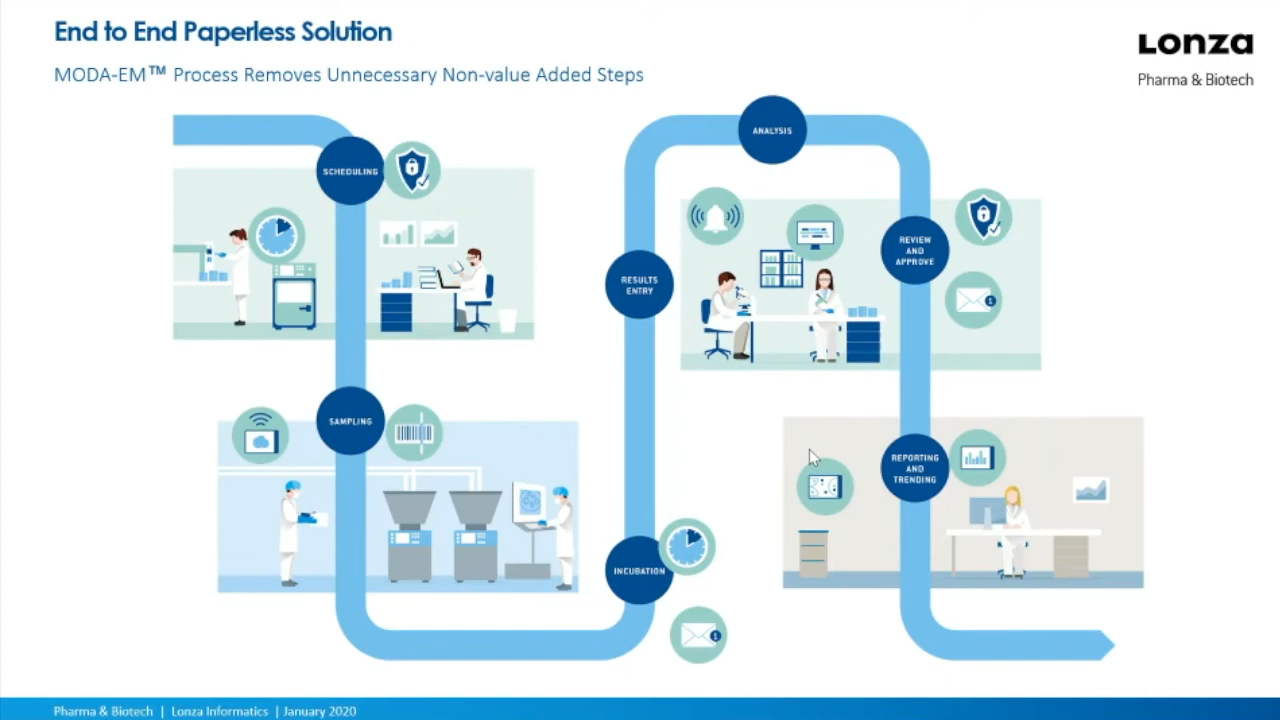 End to End Paperless Solution
MODA-EM™ Process Removes Unnecessary Non-value Added Steps
Lonza
Pharma & Biotech
SCHEDULING
SAMPLING
INCUBATION
RESULTS
ENTRY
ANALYSIS
REVIEW
AND
APPROVE
REPORTING
AND
TRENDING
Pharma & Biotech | Lonza Informatics | January 2020